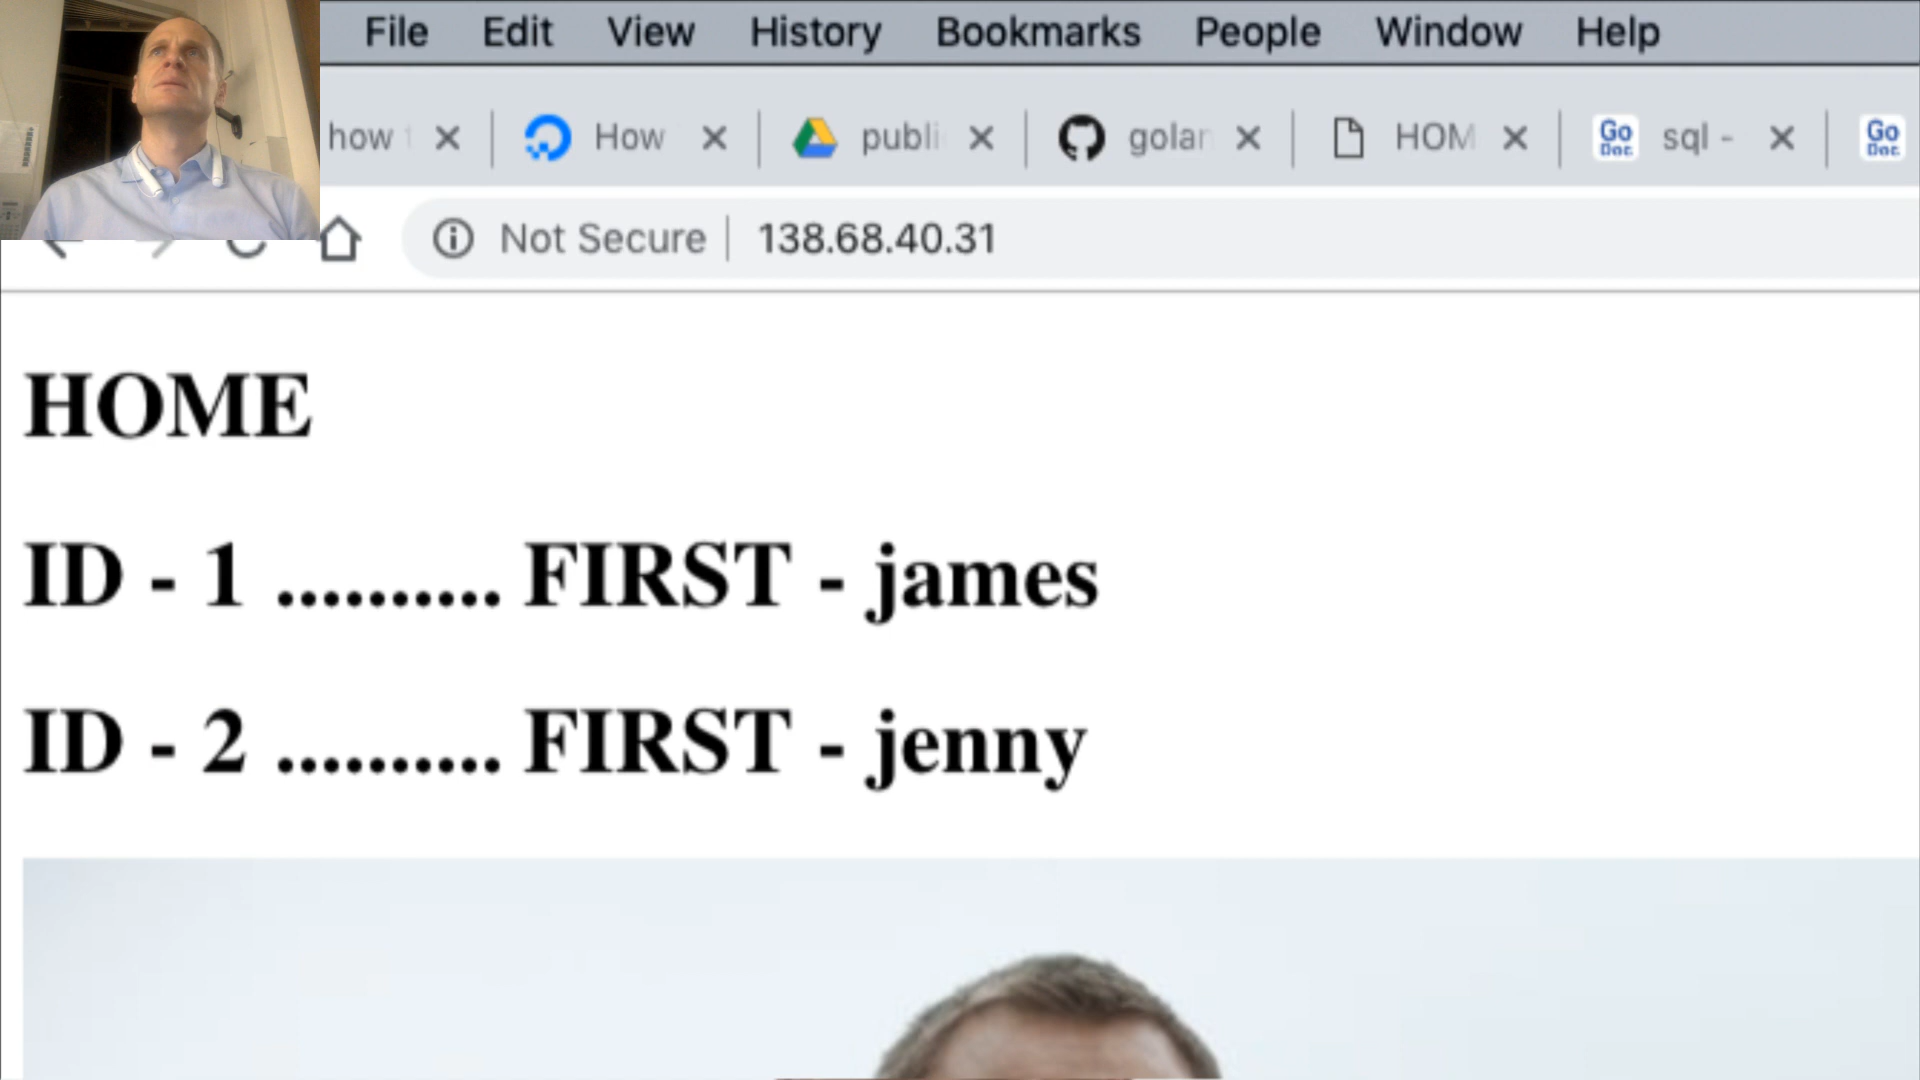 File Edit View History Bookmarks People Window Help
how How publi golan HOM Go Doc sql - Go Doc
Not Secure 138.68.40.31
HOME
ID - 1 .......... FIRST - james
ID - 2 .......... FIRST - jenny